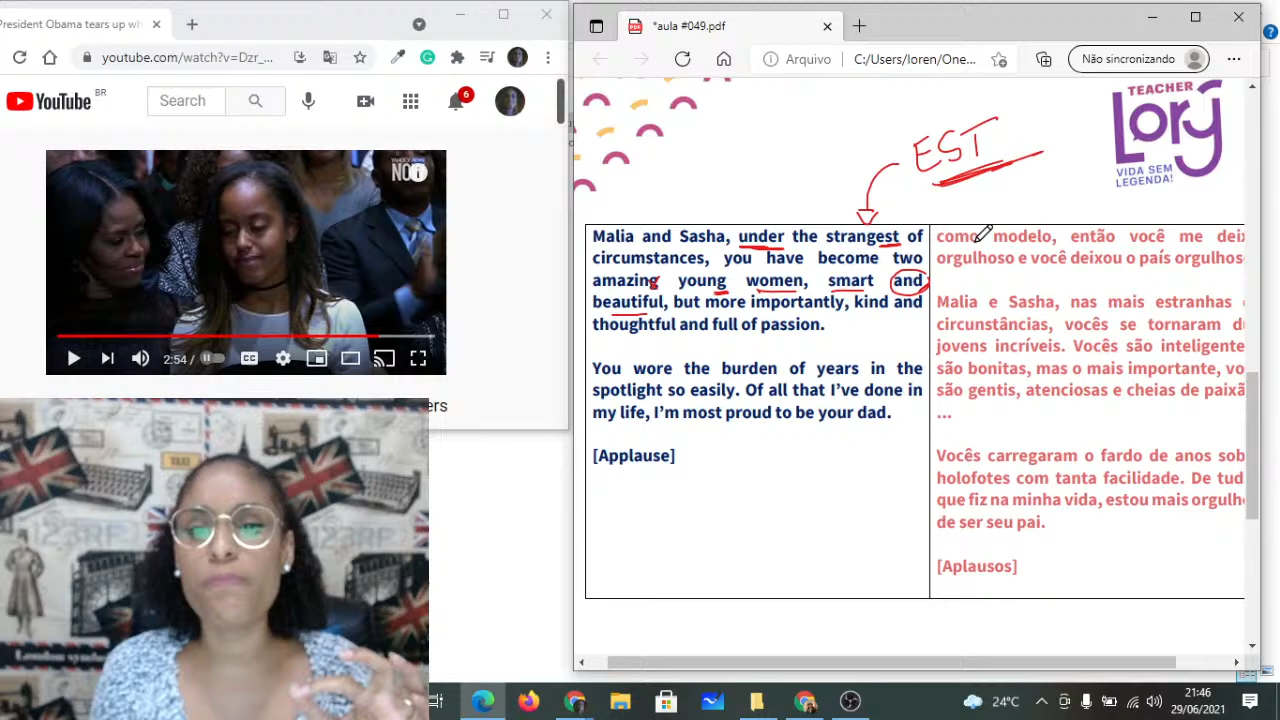 President Obama tears up wh
youtube.com/watch?v=Dzr_...
YouTube BR
Search
6
2:54
ers
*aula #049.pdf
Arquivo
C:/Users/loren/One...
Não sincronizando
TEACHER
Lory
VIDA SEM
LEGENDA!
EST
Malia and Sasha, under the strangest of
circumstances, you have become two
amazing young women, smart and
beautiful, but more importantly, kind and
thoughtful and full of passion.
You wore the burden of years in the
spotlight so easily. Of all that I've done in
my life, I'm most proud to be your dad.
[Applause]
como modelo, então você me deix
orgulhoso e você deixou o país orgulhoso
Malia e Sasha, nas mais estranhas
circunstâncias, vocês se tornaram du
jovens incríveis. Vocês são inteligente
são bonitas, mas o mais importante, vo
são gentis, atenciosas e cheias de paixã
...
Vocês carregaram o fardo de anos sob
holofotes com tanta facilidade. De tud
que fiz na minha vida, estou mais orgulh
de ser seu pai.
[Aplausos]
London
24°C
21:46
29/06/2021